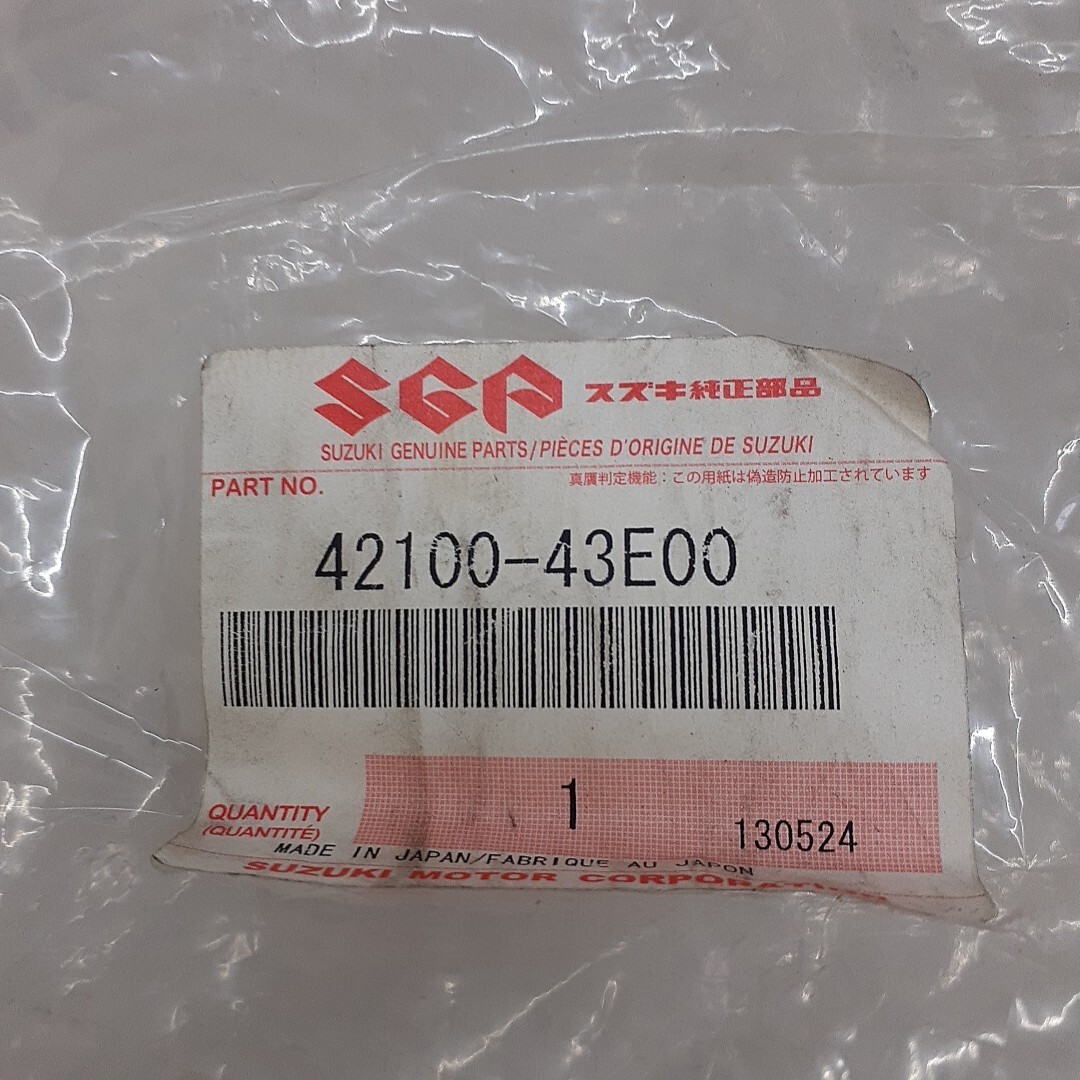 SGP スズキ純正部品
SUZUKI GENUINE PARTS/PIÈCES D'ORIGINE DE SUZUKI
PART NO.
真贋判定機能：この用紙は偽造防止加工されています
42100-43E00
QUANTITY
(QUANTITÉ)
1
130524
MADE IN JAPAN/FABRIQUE AU JAPON
SUZUKI MOTOR CORPORATION